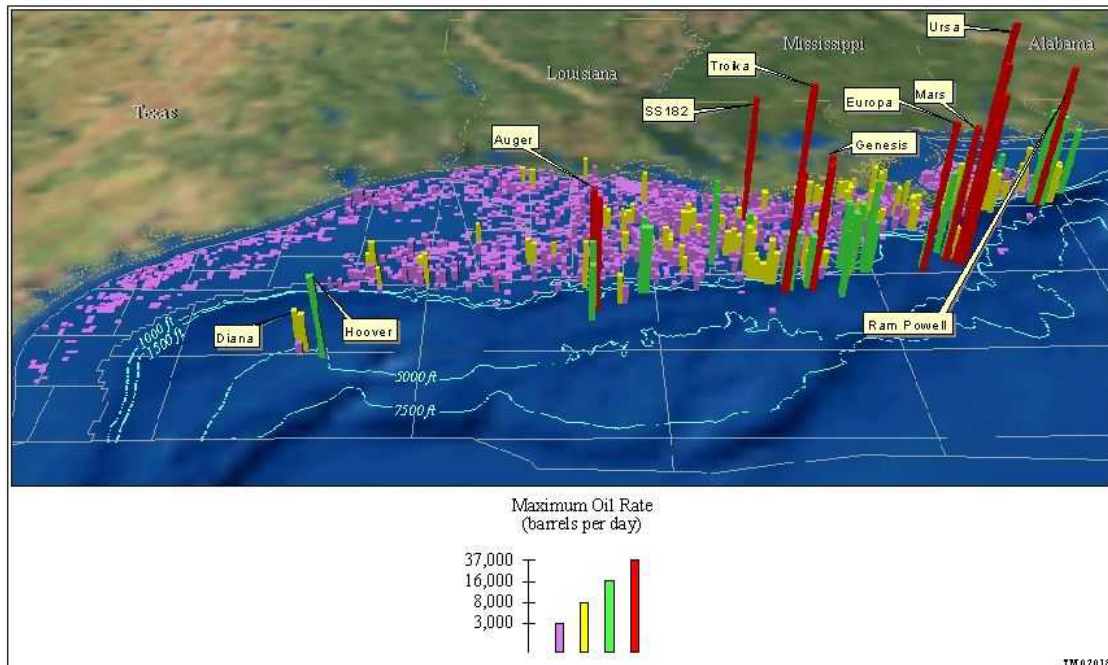 Ursa
Mississippi
Alabama
Troika
Louisiana
Mars
Europa
SS182
Texas
Auger
Genesis
1000 ft
1500 ft
Diana
Hoover
Ram Powell
5000 ft
7500 ft
Maximum Oil Rate
(barrels per day)
37,000
16,000
8,000
3,000